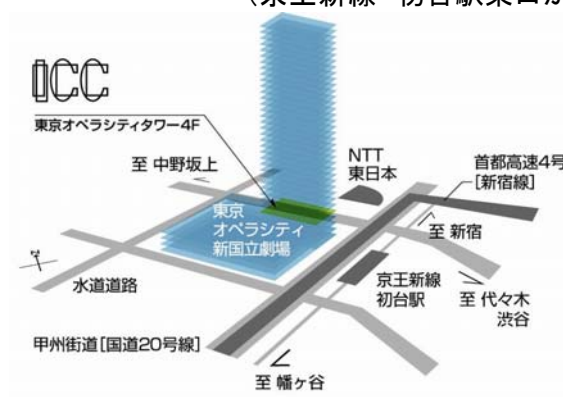 ICC
東京オペラシティタワー4F
至 中野坂上
NTT
東日本
首都高速4号
[新宿線]
東京
オペラシティ
新国立劇場
至 新宿
水道道路
京王新線
初台駅
至 代々木
渋谷
甲州街道[国道20号線]
至 幡ヶ谷